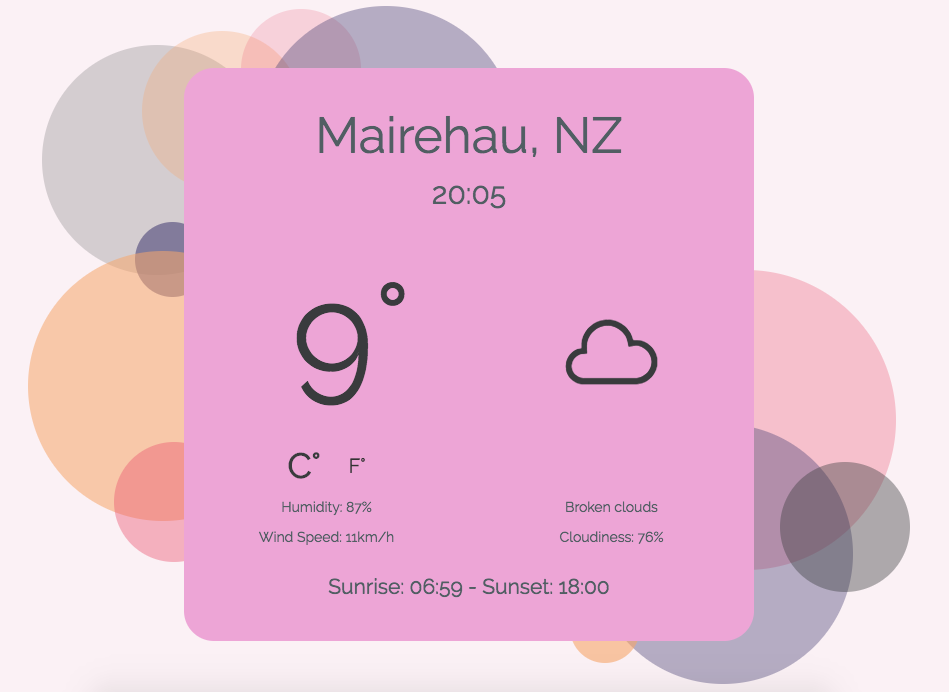 Mairehau, NZ
20:05
9°
C° F°
Humidity: 87%
Wind Speed: 11km/h
Broken clouds
Cloudiness: 76%
Sunrise: 06:59 - Sunset: 18:00